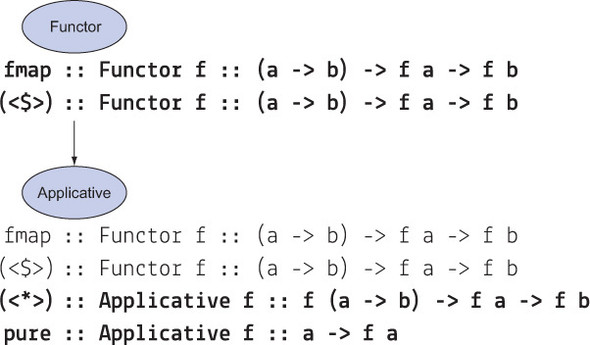 Functor
fmap :: Functor f :: (a -> b) -> f a -> f b
(<$>) :: Functor f :: (a -> b) -> f a -> f b
Applicative
fmap :: Functor f :: (a -> b) -> f a -> f b
(<$>) :: Functor f :: (a -> b) -> f a -> f b
(<*>) :: Applicative f :: f (a -> b) -> f a -> f b
pure :: Applicative f :: a -> f a